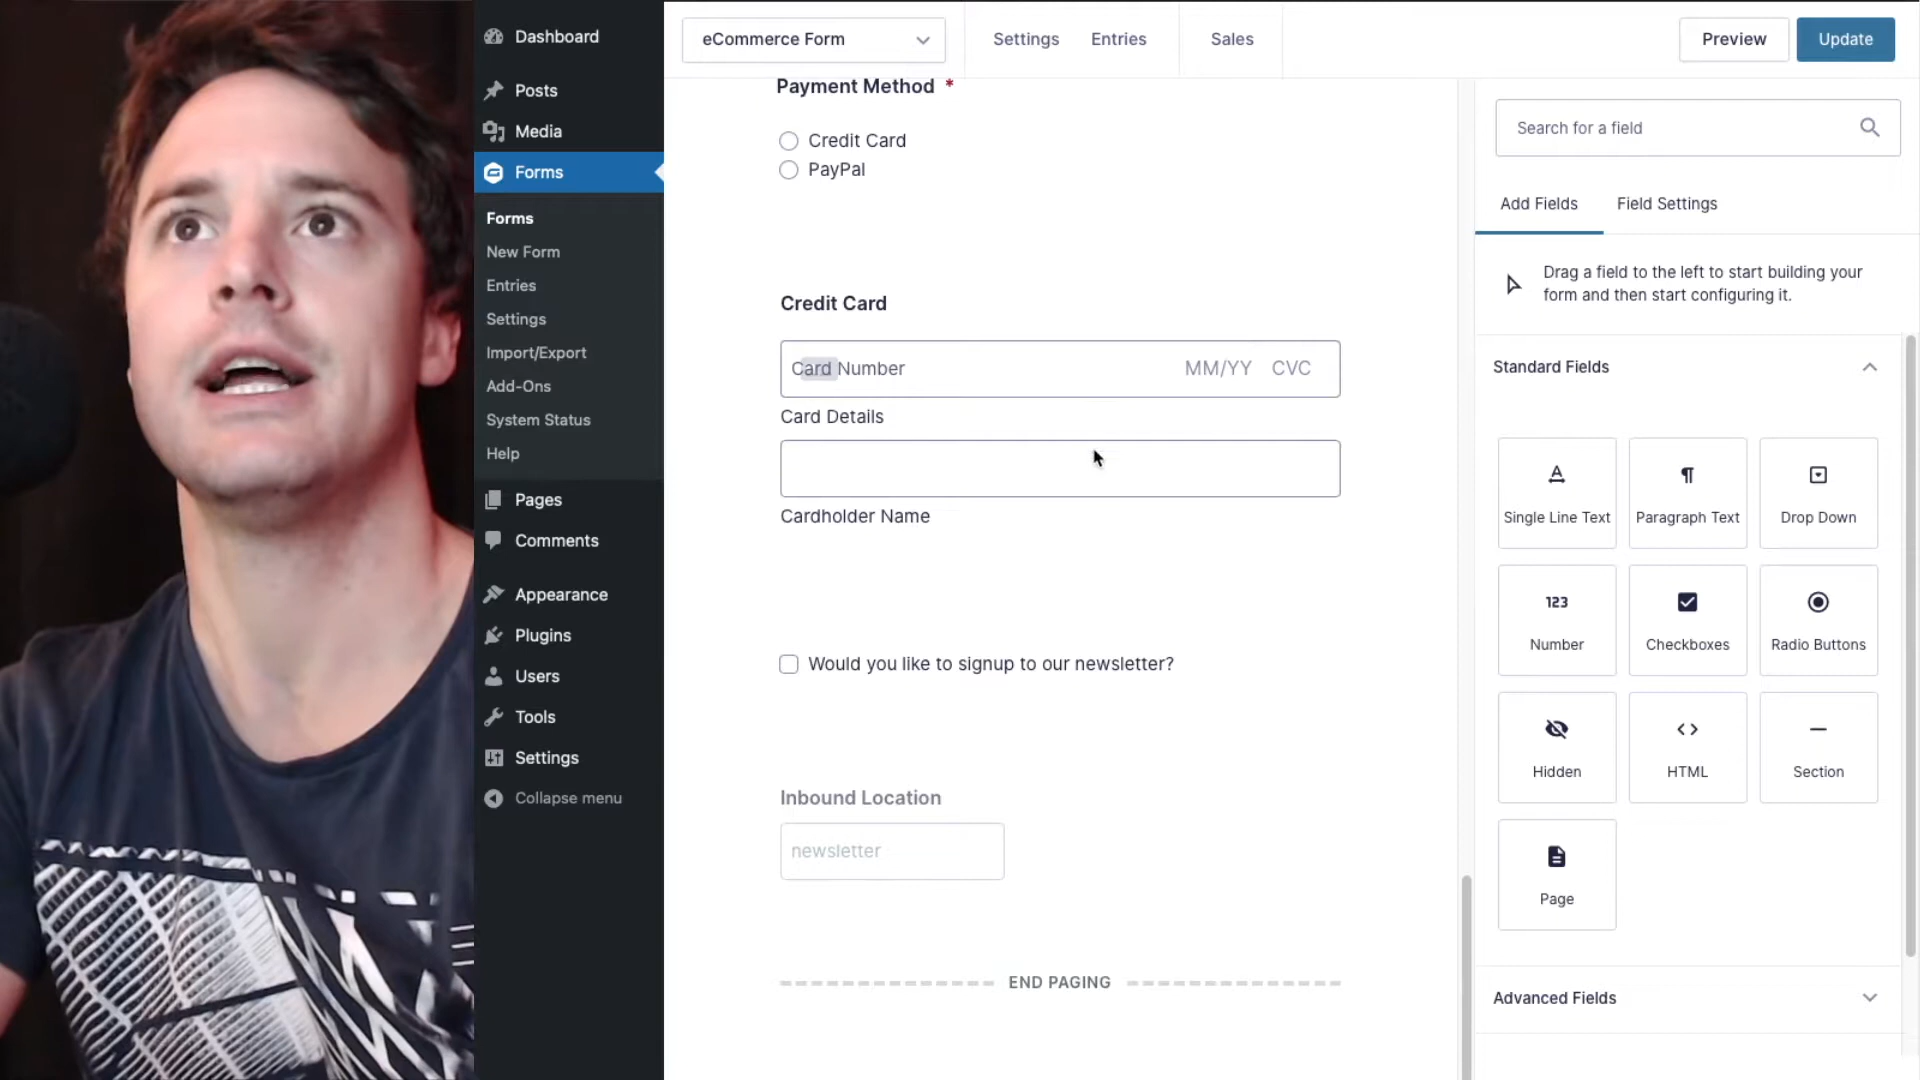 Dashboard
Posts
Media
Forms
Forms
New Form
Entries
Settings
Import/Export
Add-Ons
System Status
Help
Pages
Comments
Appearance
Plugins
Users
Tools
Settings
Collapse menu
eCommerce Form
Settings
Entries
Sales
Preview
Update
Payment Method *
Credit Card
PayPal
Credit Card
Card Number MM/YY CVC
Card Details
Cardholder Name
Would you like to signup to our newsletter?
Inbound Location
newsletter
END PAGING
Search for a field
Add Fields
Field Settings
Drag a field to the left to start building your
form and then start configuring it.
Standard Fields
Single Line Text
Paragraph Text
Drop Down
123
Number
Checkboxes
Radio Buttons
Hidden
HTML
Section
Page
Advanced Fields